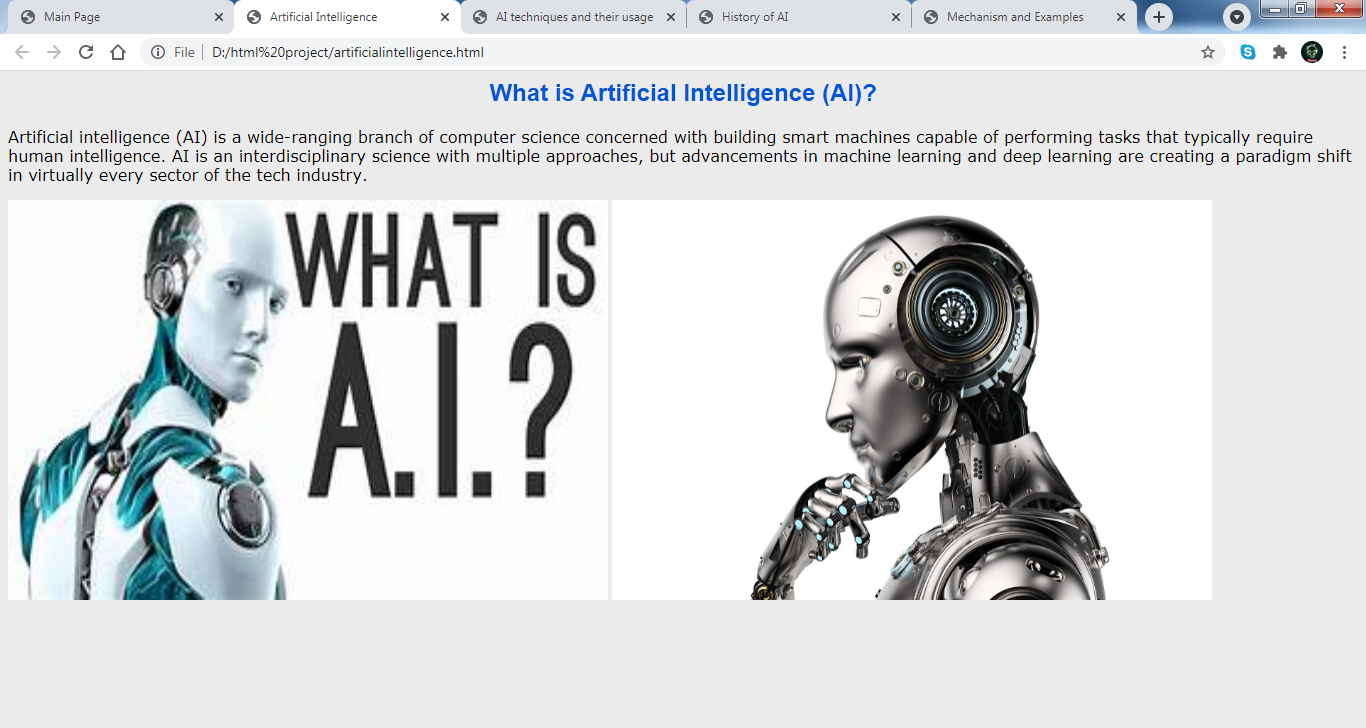 Main Page
Artificial Intelligence
AI techniques and their usage
History of AI
Mechanism and Examples
File
D:/html%20project/artificialintelligence.html
What is Artificial Intelligence (AI)?
Artificial intelligence (AI) is a wide-ranging branch of computer science concerned with building smart machines capable of performing tasks that typically require
human intelligence. AI is an interdisciplinary science with multiple approaches, but advancements in machine learning and deep learning are creating a paradigm shift
in virtually every sector of the tech industry.
WHAT IS
A.I.?